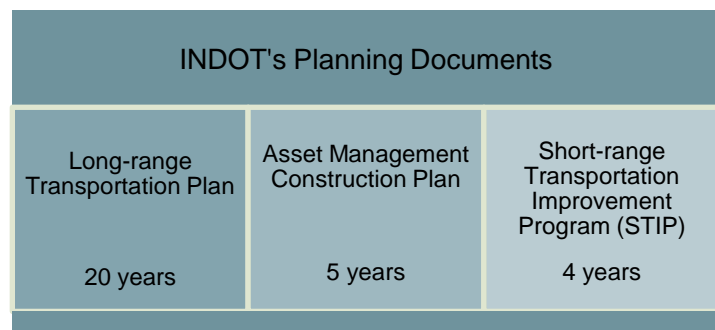 INDOT's Planning Documents
Long-range
Transportation Plan
20 years
Asset Management
Construction Plan
5 years
Short-range
Transportation
Improvement
Program (STIP)
4 years